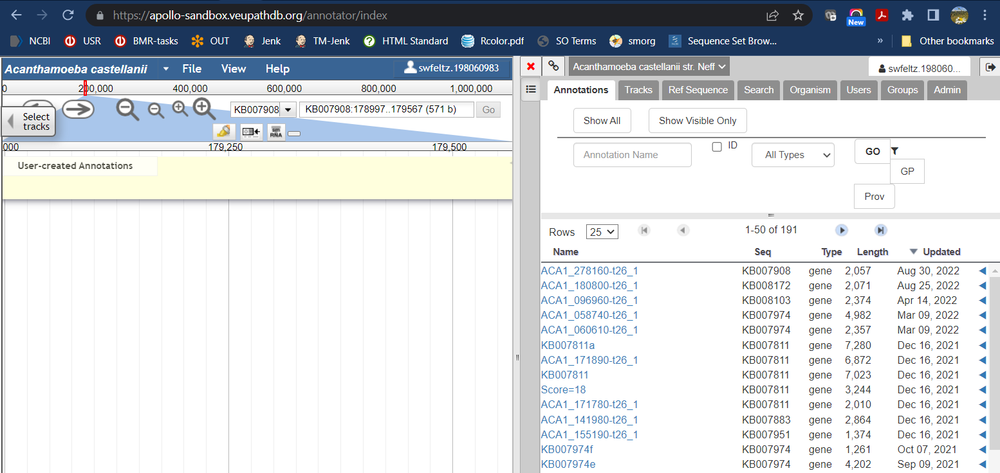 https://apollo-sandbox.veupathdb.org/annotator/index
New
NCBI USR BMR-tasks OUT Jenk TM-Jenk HTML Standard Rcolor.pdf SO Terms smorg Sequence Set Brow... » Other bookmarks
Acanthamoeba castellanii File View Help swfeltz.198060983
0 200,000 400,000 600,000 800,000 1,000,000
Select
tracks
KB007908 KB007908:178997..179567 (571 b) Go
RNA
000 179,250 179,500
User-created Annotations
Acanthamoeba castellanii str. Neff swfeltz.198060...
Annotations Tracks Ref Sequence Search Organism Users Groups Admin
Show All Show Visible Only
Annotation Name ID All Types GO
GP
Prov
Rows 25 1-50 of 191
Name Seq Type Length Updated
ACA1_278160-t26_1 KB007908 gene 2,057 Aug 30, 2022
ACA1_180800-t26_1 KB008172 gene 2,071 Aug 25, 2022
ACA1_096960-t26_1 KB008103 gene 2,374 Apr 14, 2022
ACA1_058740-t26_1 KB007974 gene 4,982 Mar 09, 2022
ACA1_060610-t26_1 KB007974 gene 2,357 Mar 09, 2022
KB007811a KB007811 gene 7,280 Dec 16, 2021
ACA1_171890-t26_1 KB007811 gene 6,872 Dec 16, 2021
KB007811 KB007811 gene 7,023 Dec 16, 2021
Score=18 KB007811 gene 3,244 Dec 16, 2021
ACA1_171780-t26_1 KB007811 gene 2,010 Dec 16, 2021
ACA1_141980-t26_1 KB007883 gene 2,864 Dec 16, 2021
ACA1_155190-t26_1 KB007951 gene 1,374 Dec 16, 2021
KB007974f KB007974 gene 1,261 Oct 07, 2021
KB007974e KB007974 gene 4,202 Sep 09, 2021